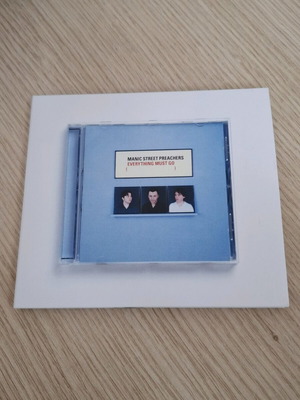 MANIC STREET PREACHERS
EVERYTHING MUST GO